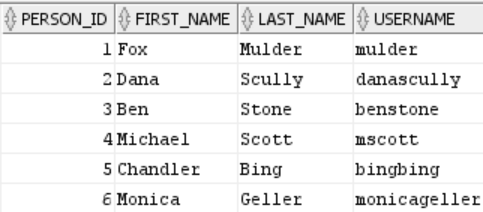 PERSON_ID FIRST_NAME LAST_NAME USERNAME
1 Fox Mulder mulder
2 Dana Scully danascully
3 Ben Stone benstone
4 Michael Scott mscott
5 Chandler Bing bingbing
6 Monica Geller monicageller